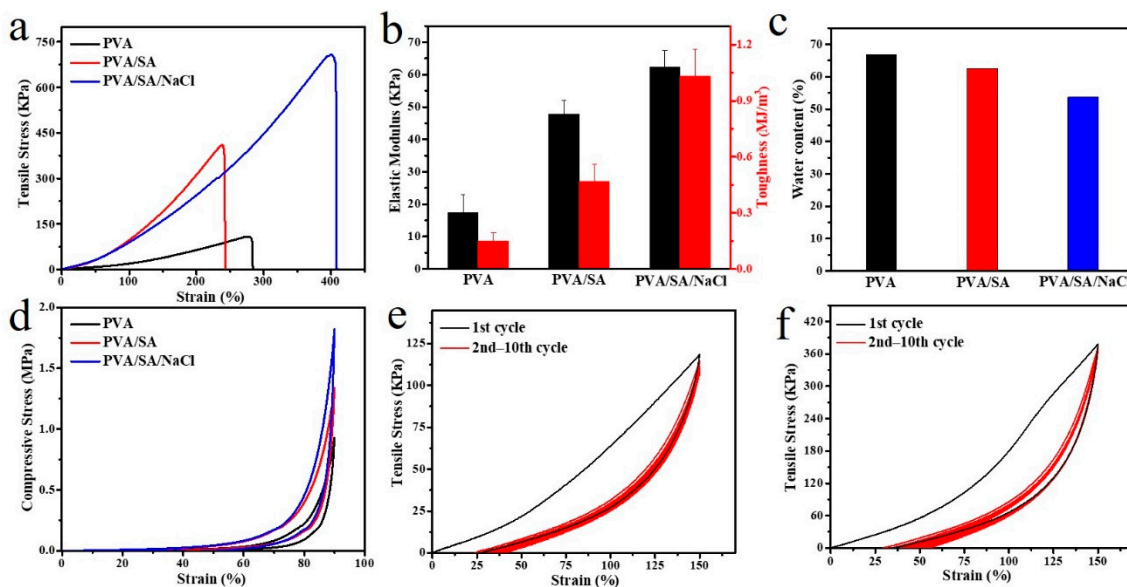 a
PVA
PVA/SA
PVA/SA/NaCl
Tensile Stress (KPa)
750
600
450
300
150
0
0 100 200 300 400
Strain (%)
b
Elastic Modulus (KPa)
70
60
50
40
30
20
10
0
PVA PVA/SA PVA/SA/NaCl
1.2
0.9
0.6
0.3
0.0
Toughness (MJ/m³)
c
Water content (%)
70
60
50
40
30
20
10
0
PVA PVA/SA PVA/SA/NaCl
d
PVA
PVA/SA
PVA/SA/NaCl
Compressive Stress (MPa)
2.0
1.5
1.0
0.5
0.0
0 20 40 60 80 100
Strain (%)
e
1st cycle
2nd–10th cycle
Tensile Stress (KPa)
125
100
75
50
25
0
0 25 50 75 100 125 150
Strain (%)
f
1st cycle
2nd–10th cycle
Tensile Stress (KPa)
420
360
300
240
180
120
60
0
0 25 50 75 100 125 150
Strain (%)